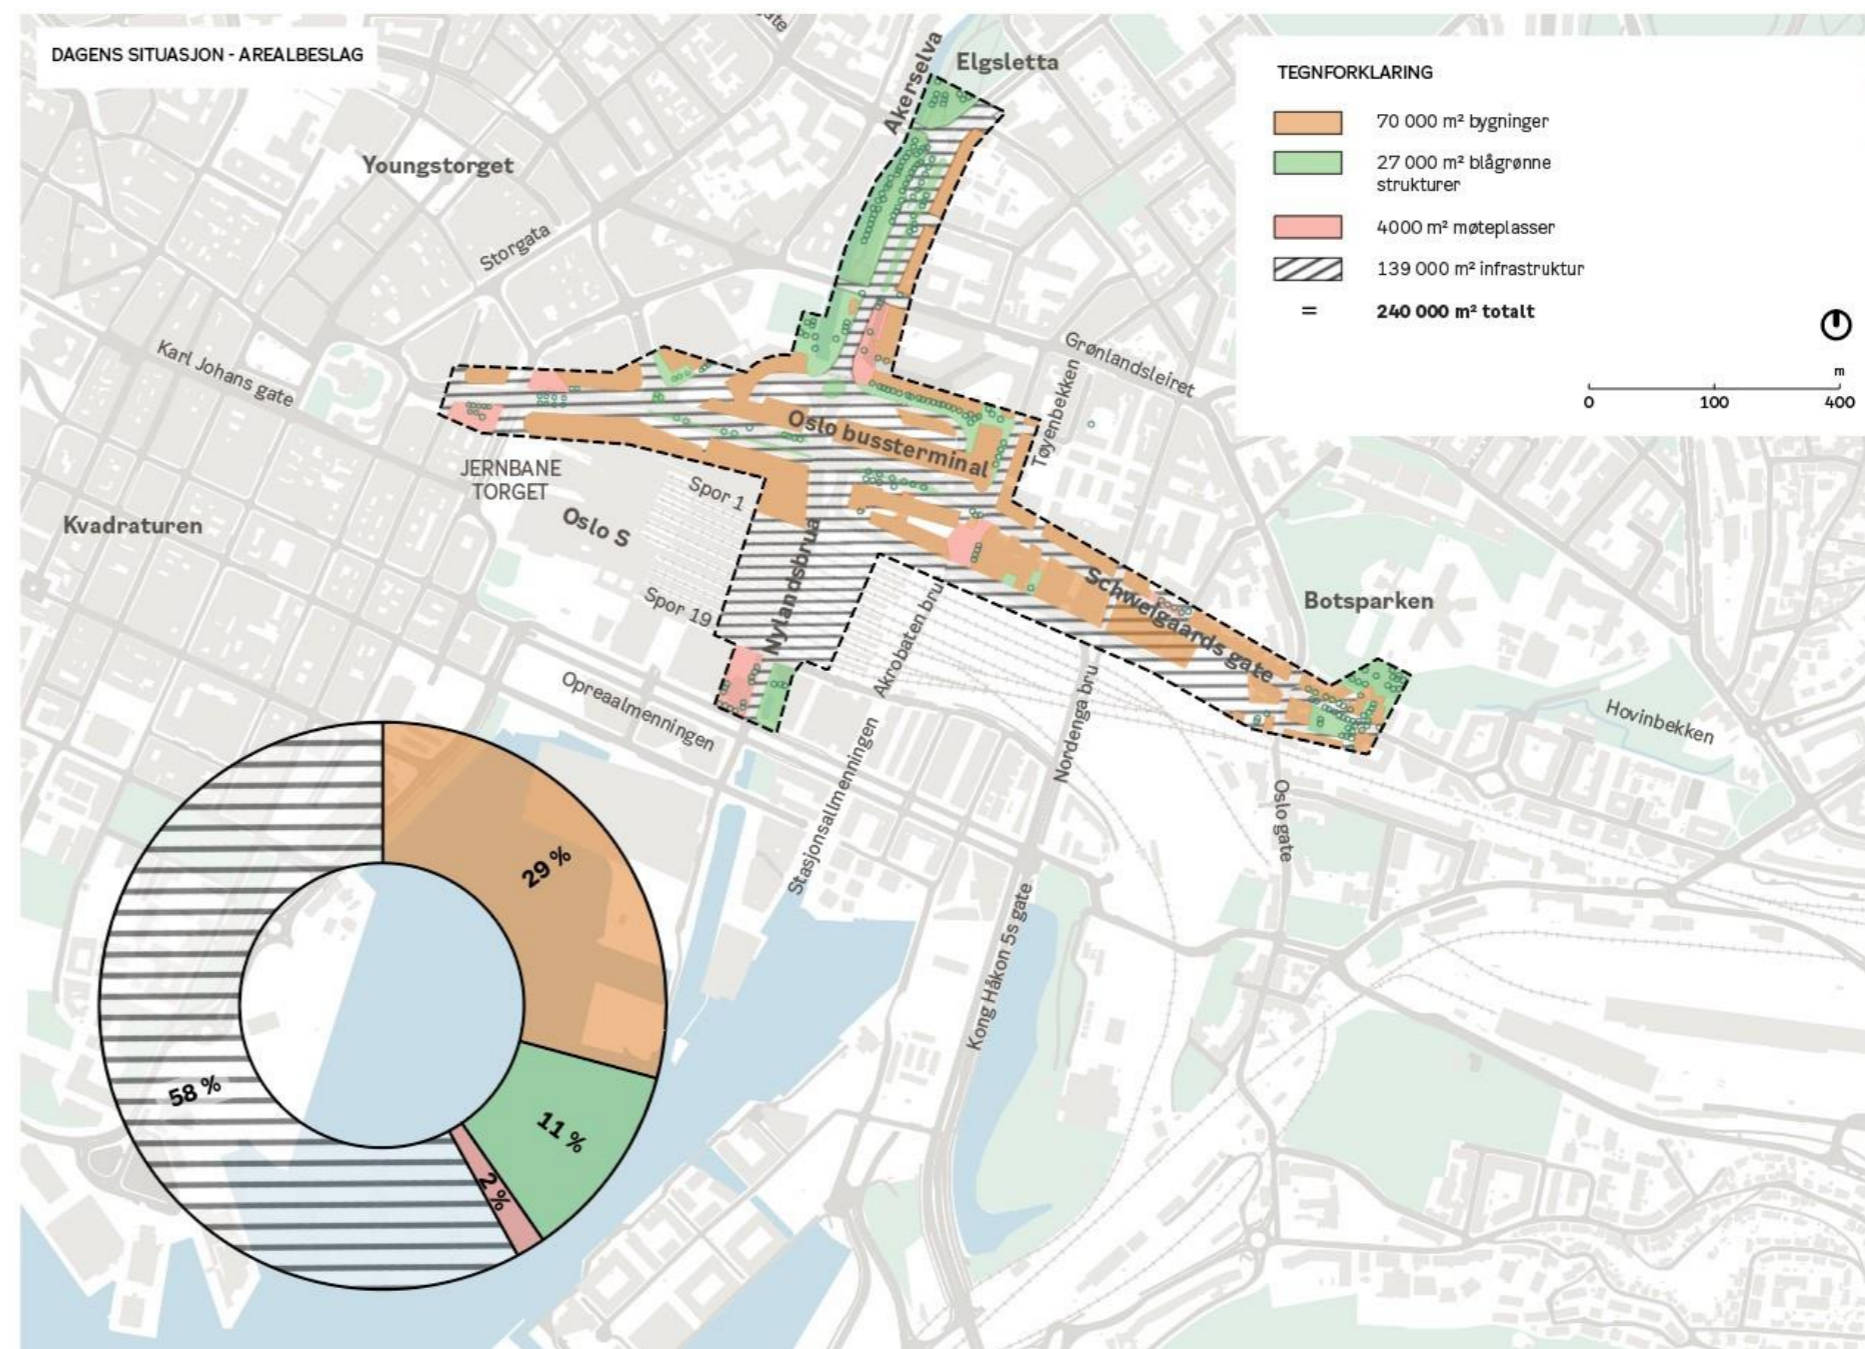 DAGENS SITUASJON - AREALBESLAG
TEGNFORKLARING
70 000 m² bygninger
27 000 m² blågrønne
strukturer
4000 m² møteplasser
139 000 m² infrastruktur
=
240 000 m² totalt
m
0
100
400
Akerselva
Elgsletta
Youngstorget
Storgata
Karl Johans gate
Grønlandsleiret
Tøyenbekken
Oslo bussterminal
JERNBANE
TORGET
Spor 1
Oslo S
Kvadraturen
Nylandsbrua
Spor 19
Akrobaten bru
Schweigaards gate
Botsparken
Opreaalmenningen
Nordenga bru
Hovinbekken
Stasjonsallmenningen
Oslo gate
Kong Håkon 5s gate
29 %
11 %
2 %
58 %